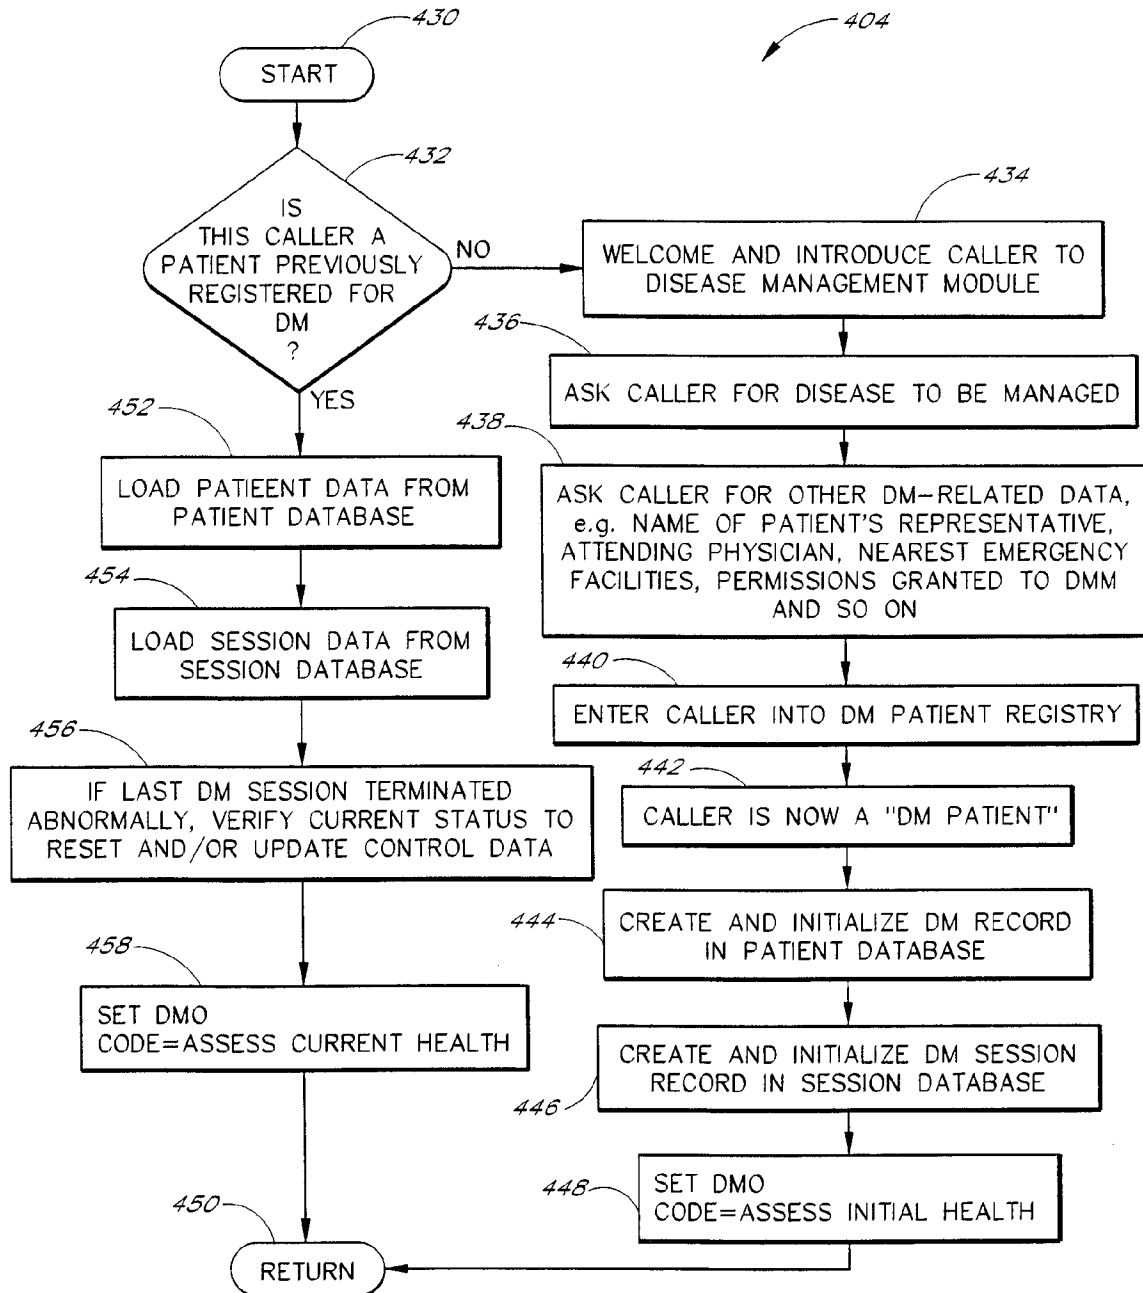 430
404
START
432
IS
THIS CALLER A
PATIENT PREVIOUSLY
REGISTERED FOR
DM
?
NO
YES
434
WELCOME AND INTRODUCE CALLER TO
DISEASE MANAGEMENT MODULE
436
ASK CALLER FOR DISEASE TO BE MANAGED
438
ASK CALLER FOR OTHER DM-RELATED DATA,
e.g. NAME OF PATIENT'S REPRESENTATIVE,
ATTENDING PHYSICIAN, NEAREST EMERGENCY
FACILITIES, PERMISSIONS GRANTED TO DMM
AND SO ON
440
ENTER CALLER INTO DM PATIENT REGISTRY
442
CALLER IS NOW A "DM PATIENT"
444
CREATE AND INITIALIZE DM RECORD
IN PATIENT DATABASE
446
CREATE AND INITIALIZE DM SESSION
RECORD IN SESSION DATABASE
448
SET DMO
CODE=ASSESS INITIAL HEALTH
452
LOAD PATIEENT DATA FROM
PATIENT DATABASE
454
LOAD SESSION DATA FROM
SESSION DATABASE
456
IF LAST DM SESSION TERMINATED
ABNORMALLY, VERIFY CURRENT STATUS TO
RESET AND/OR UPDATE CONTROL DATA
458
SET DMO
CODE=ASSESS CURRENT HEALTH
450
RETURN